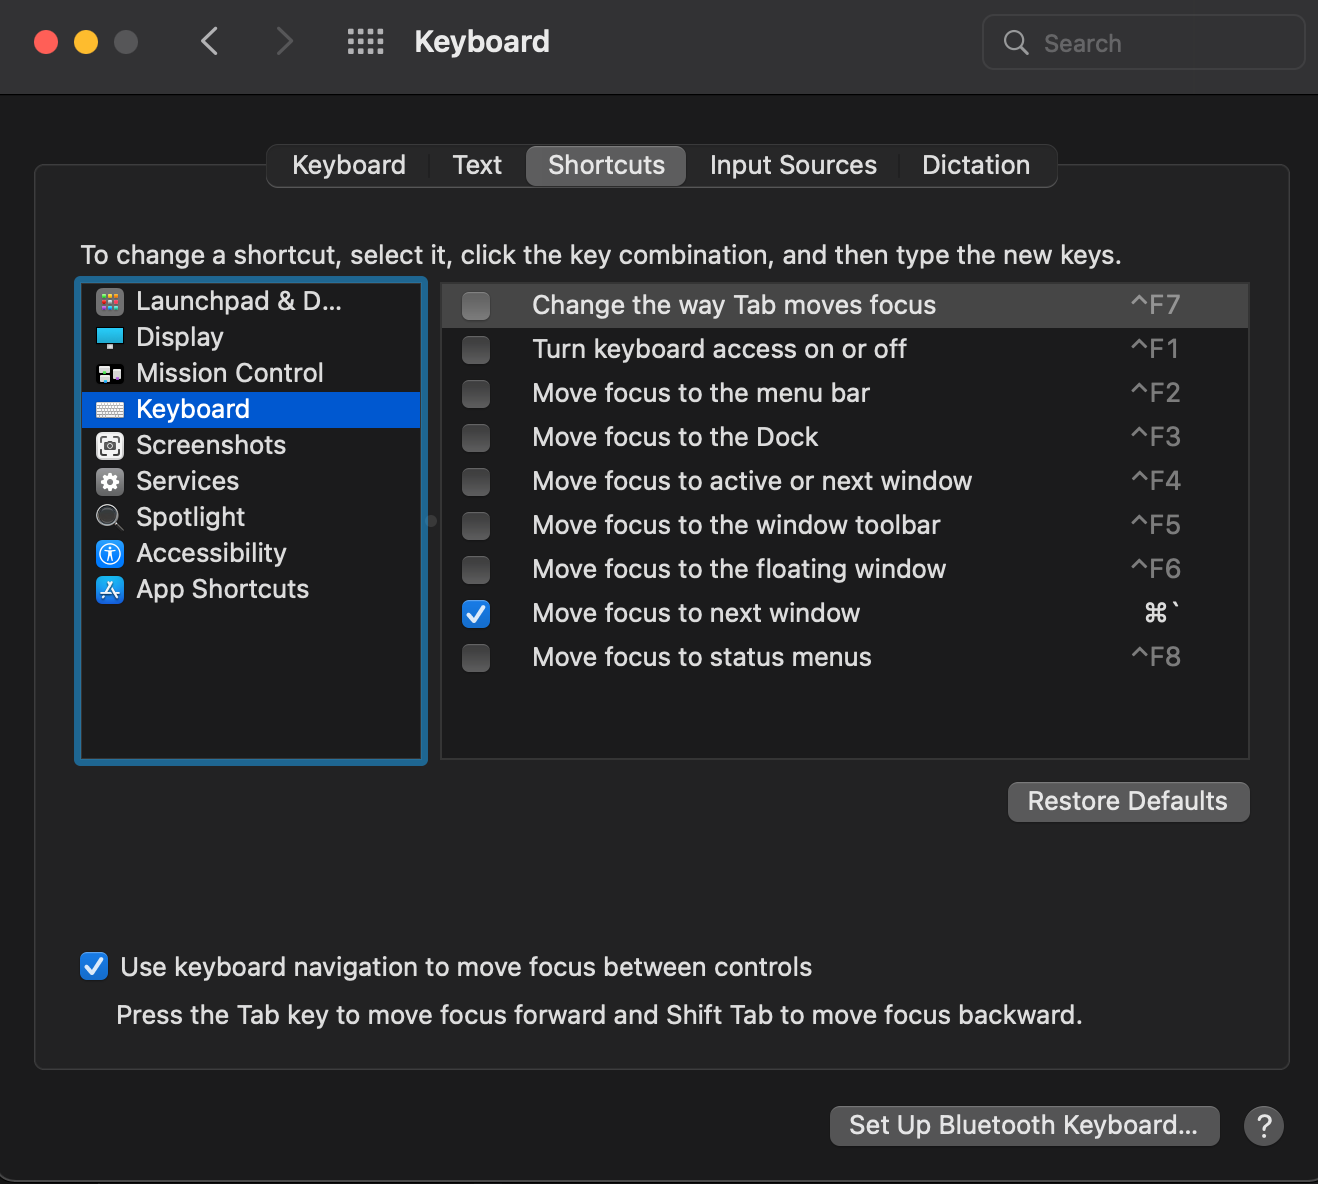 Keyboard
Search
Keyboard Text Shortcuts Input Sources Dictation
To change a shortcut, select it, click the key combination, and then type the new keys.
Launchpad & D...
Display
Mission Control
Keyboard
Screenshots
Services
Spotlight
Accessibility
App Shortcuts
Change the way Tab moves focus ^F7
Turn keyboard access on or off ^F1
Move focus to the menu bar ^F2
Move focus to the Dock ^F3
Move focus to active or next window ^F4
Move focus to the window toolbar ^F5
Move focus to the floating window ^F6
Move focus to next window ⌘`
Move focus to status menus ^F8
Restore Defaults
Use keyboard navigation to move focus between controls
Press the Tab key to move focus forward and Shift Tab to move focus backward.
Set Up Bluetooth Keyboard... ?